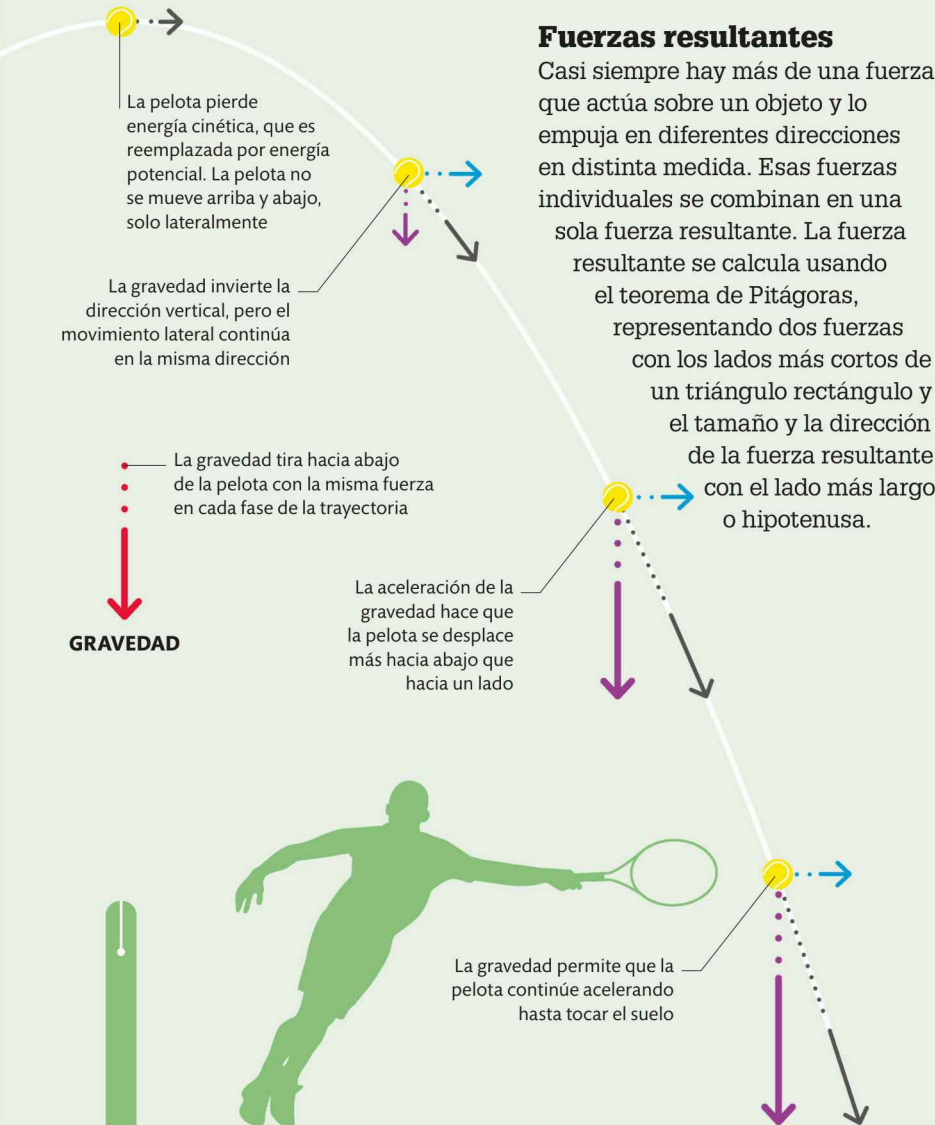 Fuerzas resultantes
Casi siempre hay más de una fuerza
que actúa sobre un objeto y lo
empuja en diferentes direcciones
en distinta medida. Esas fuerzas
individuales se combinan en una
sola fuerza resultante. La fuerza
resultante se calcula usando
el teorema de Pitágoras,
representando dos fuerzas
con los lados más cortos de
un triángulo rectángulo y
el tamaño y la dirección
de la fuerza resultante
con el lado más largo
o hipotenusa.
La pelota pierde
energía cinética, que es
reemplazada por energía
potencial. La pelota no
se mueve arriba y abajo,
solo lateralmente
La gravedad invierte la
dirección vertical, pero el
movimiento lateral continúa
en la misma dirección
La gravedad tira hacia abajo
de la pelota con la misma fuerza
en cada fase de la trayectoria
GRAVEDAD
La aceleración de la
gravedad hace que
la pelota se desplace
más hacia abajo que
hacia un lado
La gravedad permite que la
pelota continúe acelerando
hasta tocar el suelo